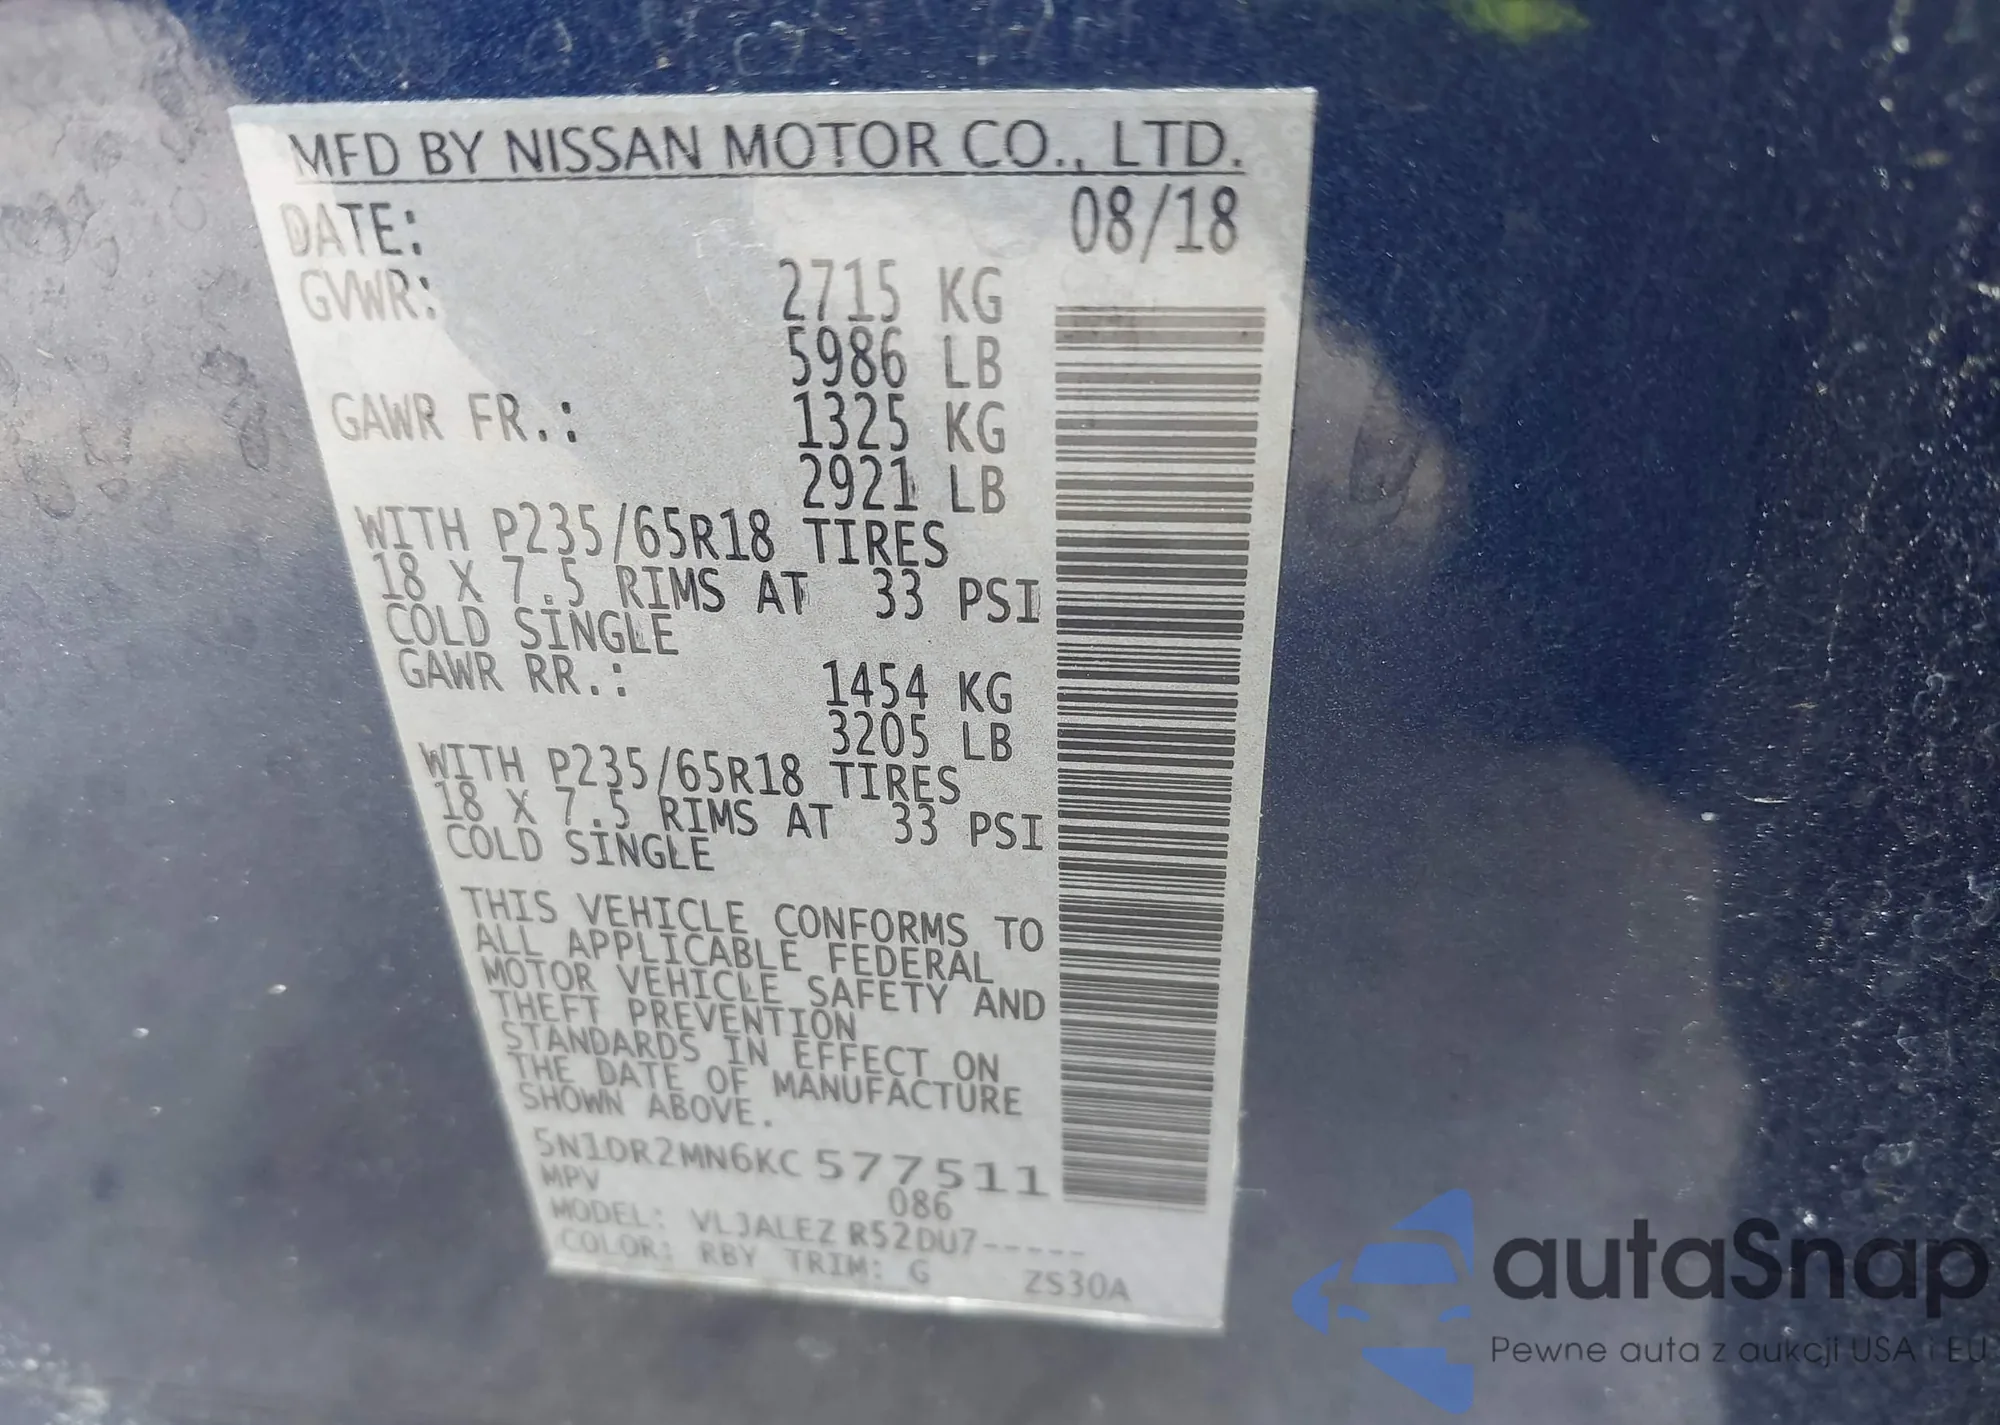 MFD BY NISSAN MOTOR CO., LTD.
DATE: 08/18
GVWR: 2715 KG
5986 LB
GAWR FR.: 1325 KG
2921 LB
WITH P235/65R18 TIRES
18 X 7.5 RIMS AT 33 PSI
COLD SINGLE
GAWR RR.: 1454 KG
3205 LB
WITH P235/65R18 TIRES
18 X 7.5 RIMS AT 33 PSI
COLD SINGLE
THIS VEHICLE CONFORMS TO
ALL APPLICABLE FEDERAL
MOTOR VEHICLE SAFETY AND
THEFT PREVENTION
STANDARDS IN EFFECT ON
THE DATE OF MANUFACTURE
SHOWN ABOVE.
5N1DR2MN6KC577511
MPV 086
MODEL: VLJALEZ R52DU7-----
COLOR: RBY TRIM: G ZS30A
autaSnap
Pewne auta z aukcji USA i EU